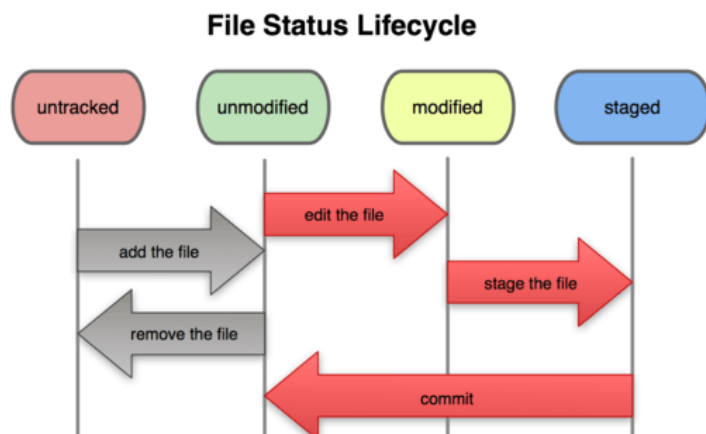 File Status Lifecycle
untracked
unmodified
modified
staged
edit the file
add the file
stage the file
remove the file
commit